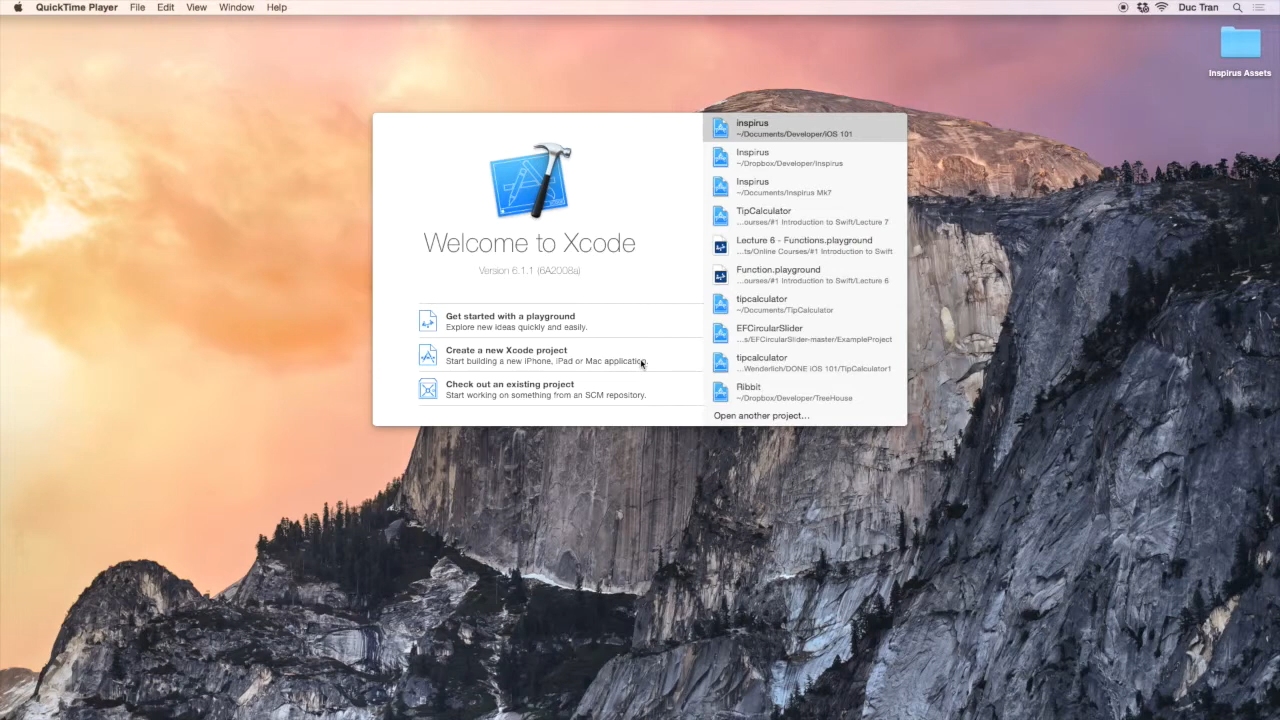 QuickTime Player File Edit View Window Help Duc Tran
Inspirus Assets
Welcome to Xcode
Version 6.1.1 (6A2008a)
Get started with a playground
Explore new ideas quickly and easily.
Create a new Xcode project
Start building a new iPhone, iPad or Mac application.
Check out an existing project
Start working on something from an SCM repository.
inspirus
~/Documents/Developer/iOS 101
Inspirus
~/Dropbox/Developer/Inspirus
Inspirus
~/Documents/Inspirus Mk7
TipCalculator
...ourses/#1 Introduction to Swift/Lecture 7
Lecture 6 - Functions.playground
...ts/Online Courses/#1 Introduction to Swift
Function.playground
...ourses/#1 Introduction to Swift/Lecture 6
tipcalculator
~/Documents/TipCalculator
EFCircularSlider
...s/EFCircularSlider-master/ExampleProject
tipcalculator
...Wenderlich/DONE iOS 101/TipCalculator1
Ribbit
~/Dropbox/Developer/TreeHouse
Open another project...